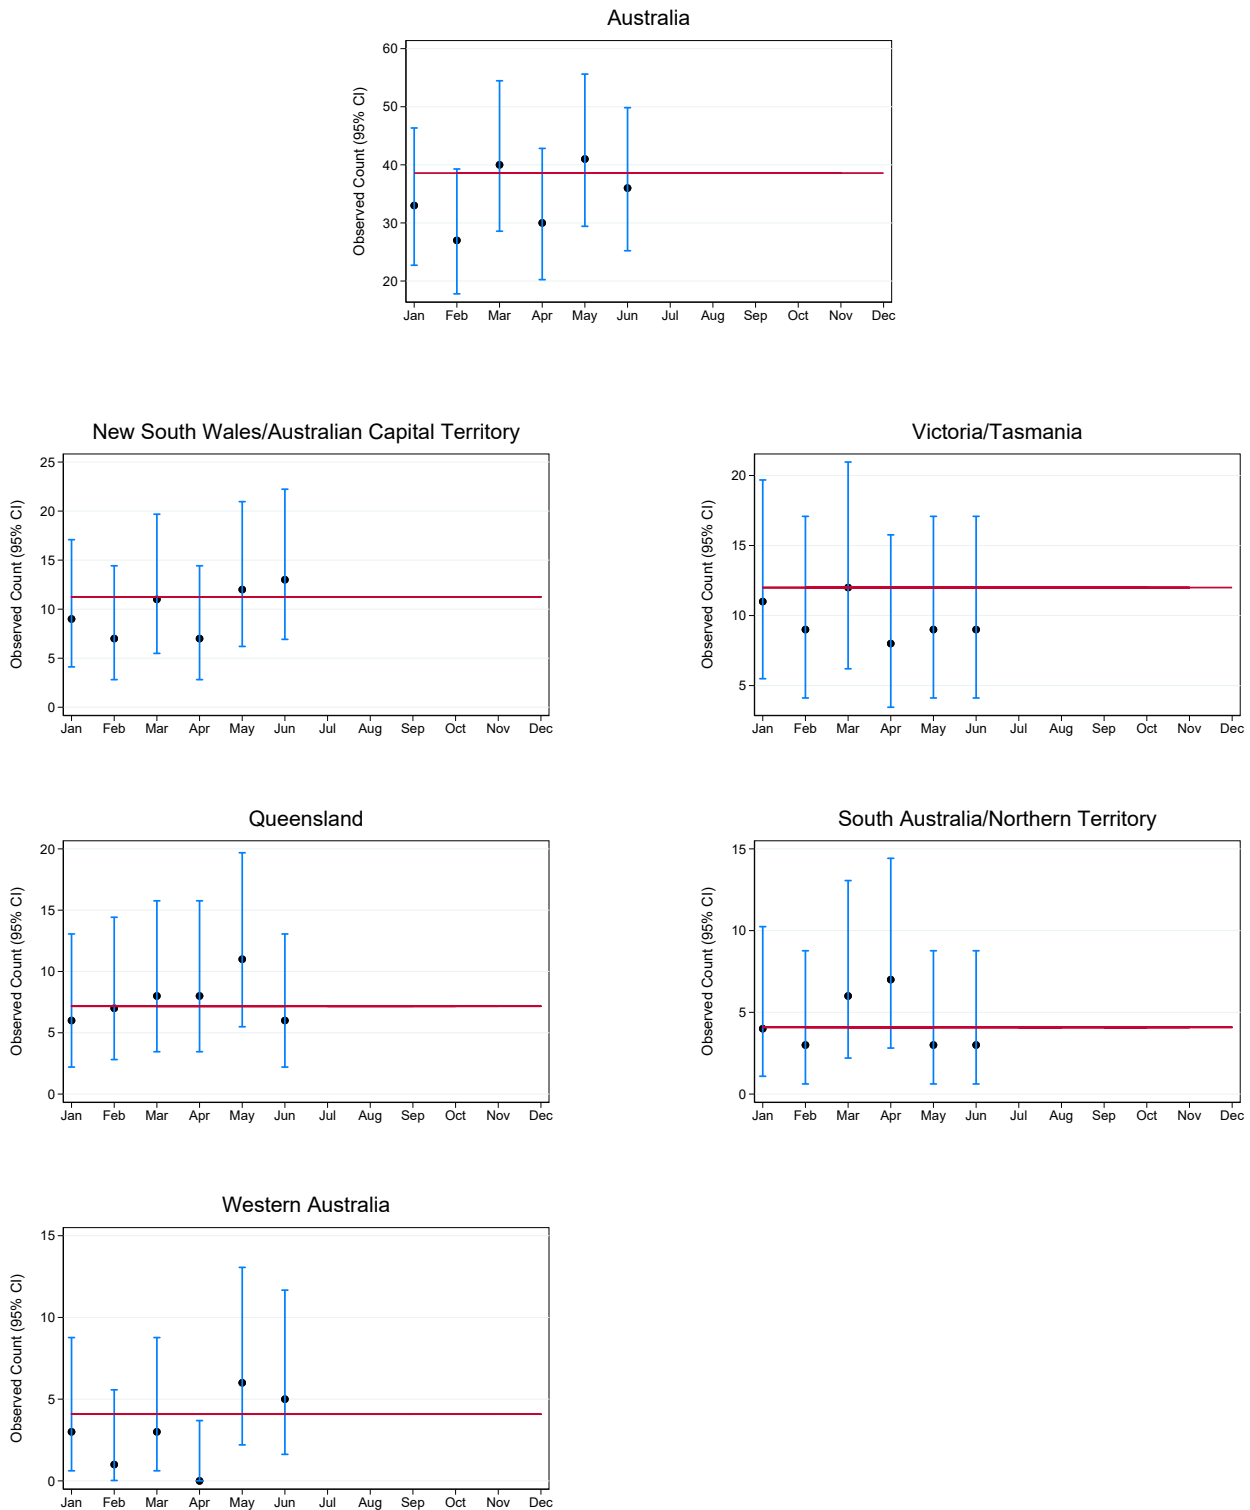 Australia
Observed Count (95% CI)
60
50
40
30
20
Jan Feb Mar Apr May Jun Jul Aug Sep Oct Nov Dec
New South Wales/Australian Capital Territory
Observed Count (95% CI)
25
20
15
10
5
0
Jan Feb Mar Apr May Jun Jul Aug Sep Oct Nov Dec
Victoria/Tasmania
Observed Count (95% CI)
20
15
10
5
Jan Feb Mar Apr May Jun Jul Aug Sep Oct Nov Dec
Queensland
Observed Count (95% CI)
20
15
10
5
0
Jan Feb Mar Apr May Jun Jul Aug Sep Oct Nov Dec
South Australia/Northern Territory
Observed Count (95% CI)
15
10
5
0
Jan Feb Mar Apr May Jun Jul Aug Sep Oct Nov Dec
Western Australia
Observed Count (95% CI)
15
10
5
0
Jan Feb Mar Apr May Jun Jul Aug Sep Oct Nov Dec